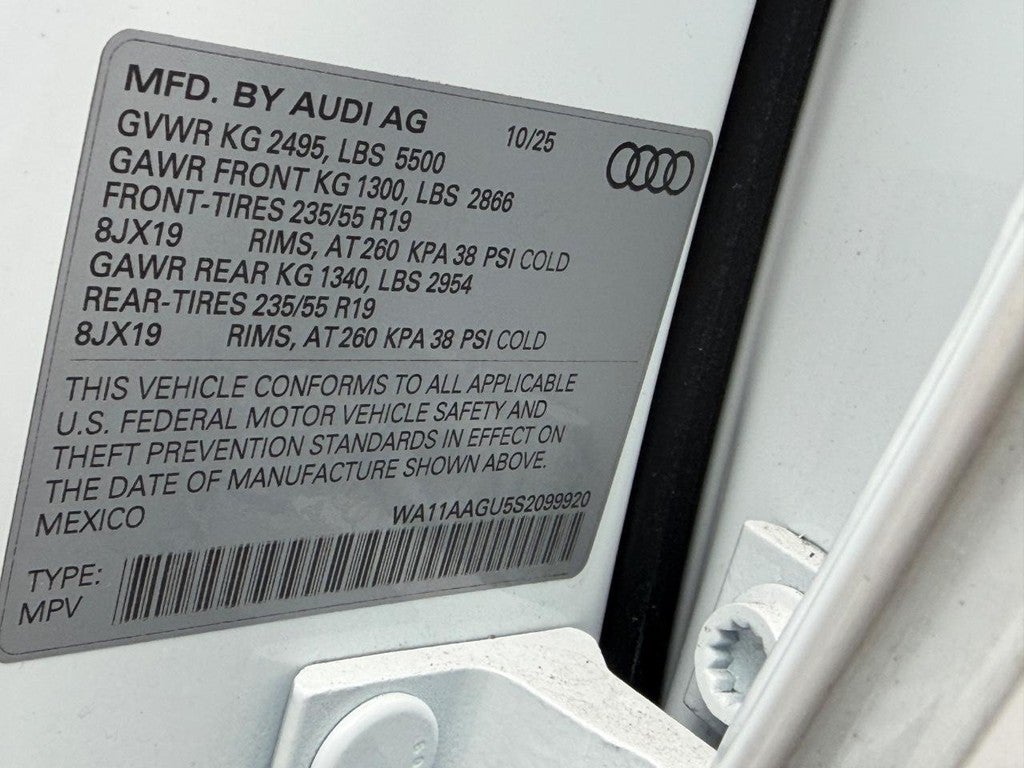 MFD. BY AUDI AG 10/25
GVWR KG 2495, LBS 5500
GAWR FRONT KG 1300, LBS 2866
FRONT-TIRES 235/55 R19
8JX19 RIMS, AT 260 KPA 38 PSI COLD
GAWR REAR KG 1340, LBS 2954
REAR-TIRES 235/55 R19
8JX19 RIMS, AT 260 KPA 38 PSI COLD
THIS VEHICLE CONFORMS TO ALL APPLICABLE
U.S. FEDERAL MOTOR VEHICLE SAFETY AND
THEFT PREVENTION STANDARDS IN EFFECT ON
THE DATE OF MANUFACTURE SHOWN ABOVE.
MEXICO WA11AAGU5S2099920
TYPE:
MPV